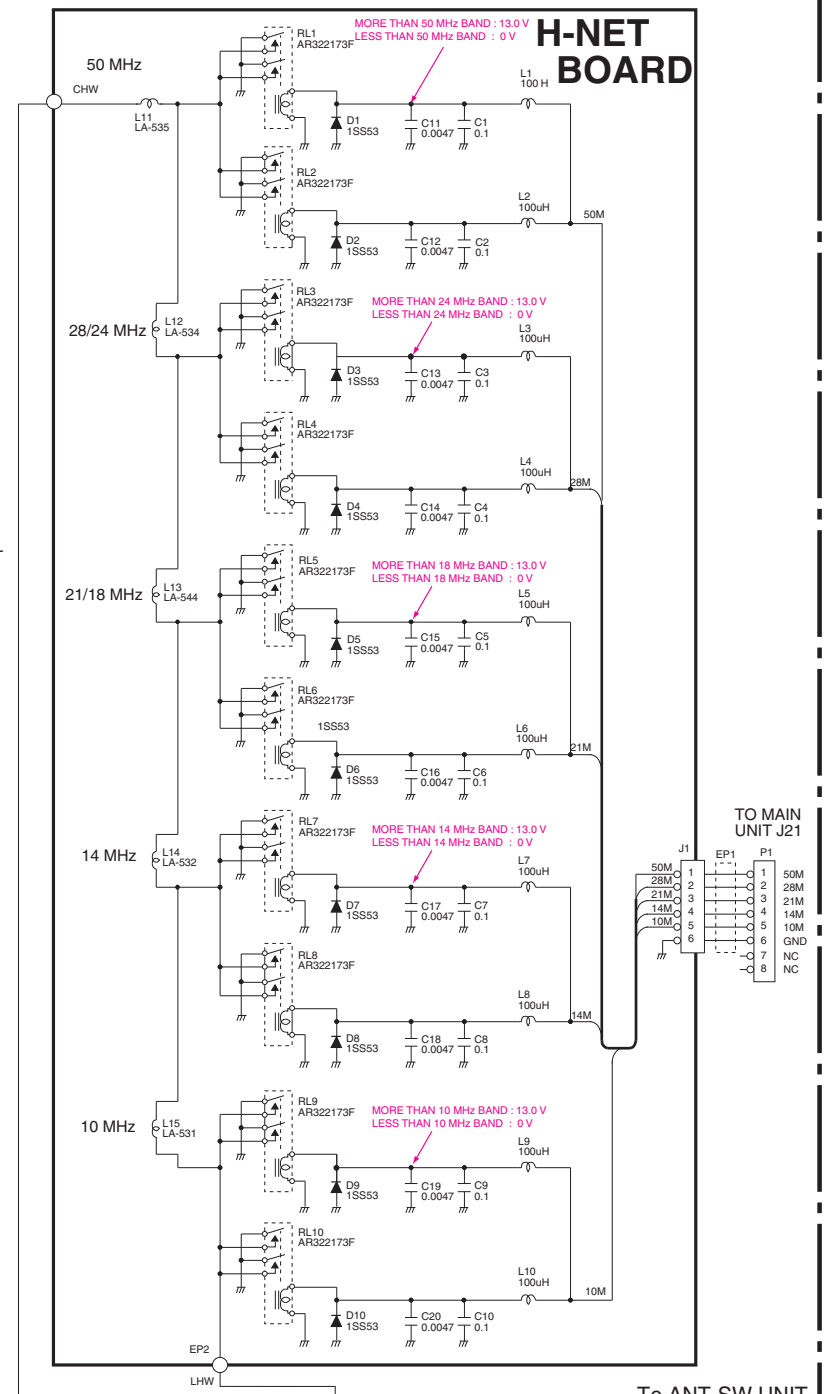 H-NET
BOARD
50 MHz
CHW
L11
LA-535
RL1
AR322173F
MORE THAN 50 MHz BAND : 13.0 V
LESS THAN 50 MHz BAND : 0 V
D1
1SS53
C11
0.0047
C1
0.1
L1
100 H
RL2
AR322173F
D2
1SS53
C12
0.0047
C2
0.1
L2
100uH
50M
28/24 MHz
L12
LA-534
RL3
AR322173F
MORE THAN 24 MHz BAND : 13.0 V
LESS THAN 24 MHz BAND : 0 V
D3
1SS53
C13
0.0047
C3
0.1
L3
100uH
RL4
AR322173F
D4
1SS53
C14
0.0047
C4
0.1
L4
100uH
28M
21/18 MHz
L13
LA-544
RL5
AR322173F
MORE THAN 18 MHz BAND : 13.0 V
LESS THAN 18 MHz BAND : 0 V
D5
1SS53
C15
0.0047
C5
0.1
L5
100uH
RL6
AR322173F
1SS53
D6
1SS53
C16
0.0047
C6
0.1
L6
100uH
21M
14 MHz
L14
LA-532
RL7
AR322173F
MORE THAN 14 MHz BAND : 13.0 V
LESS THAN 14 MHz BAND : 0 V
D7
1SS53
C17
0.0047
C7
0.1
L7
100uH
RL8
AR322173F
D8
1SS53
C18
0.0047
C8
0.1
L8
100uH
14M
10 MHz
L15
LA-531
RL9
AR322173F
MORE THAN 10 MHz BAND : 13.0 V
LESS THAN 10 MHz BAND : 0 V
D9
1SS53
C19
0.0047
C9
0.1
L9
100uH
RL10
AR322173F
D10
1SS53
C20
0.0047
C10
0.1
L10
100uH
10M
TO MAIN
UNIT J21
J1
EP1
P1
50M 1 1 50M
28M 2 2 28M
21M 3 3 21M
14M 4 4 14M
10M 5 5 10M
6 6 GND
7 NC
8 NC
EP2
LHW
To ANT-SW UNIT